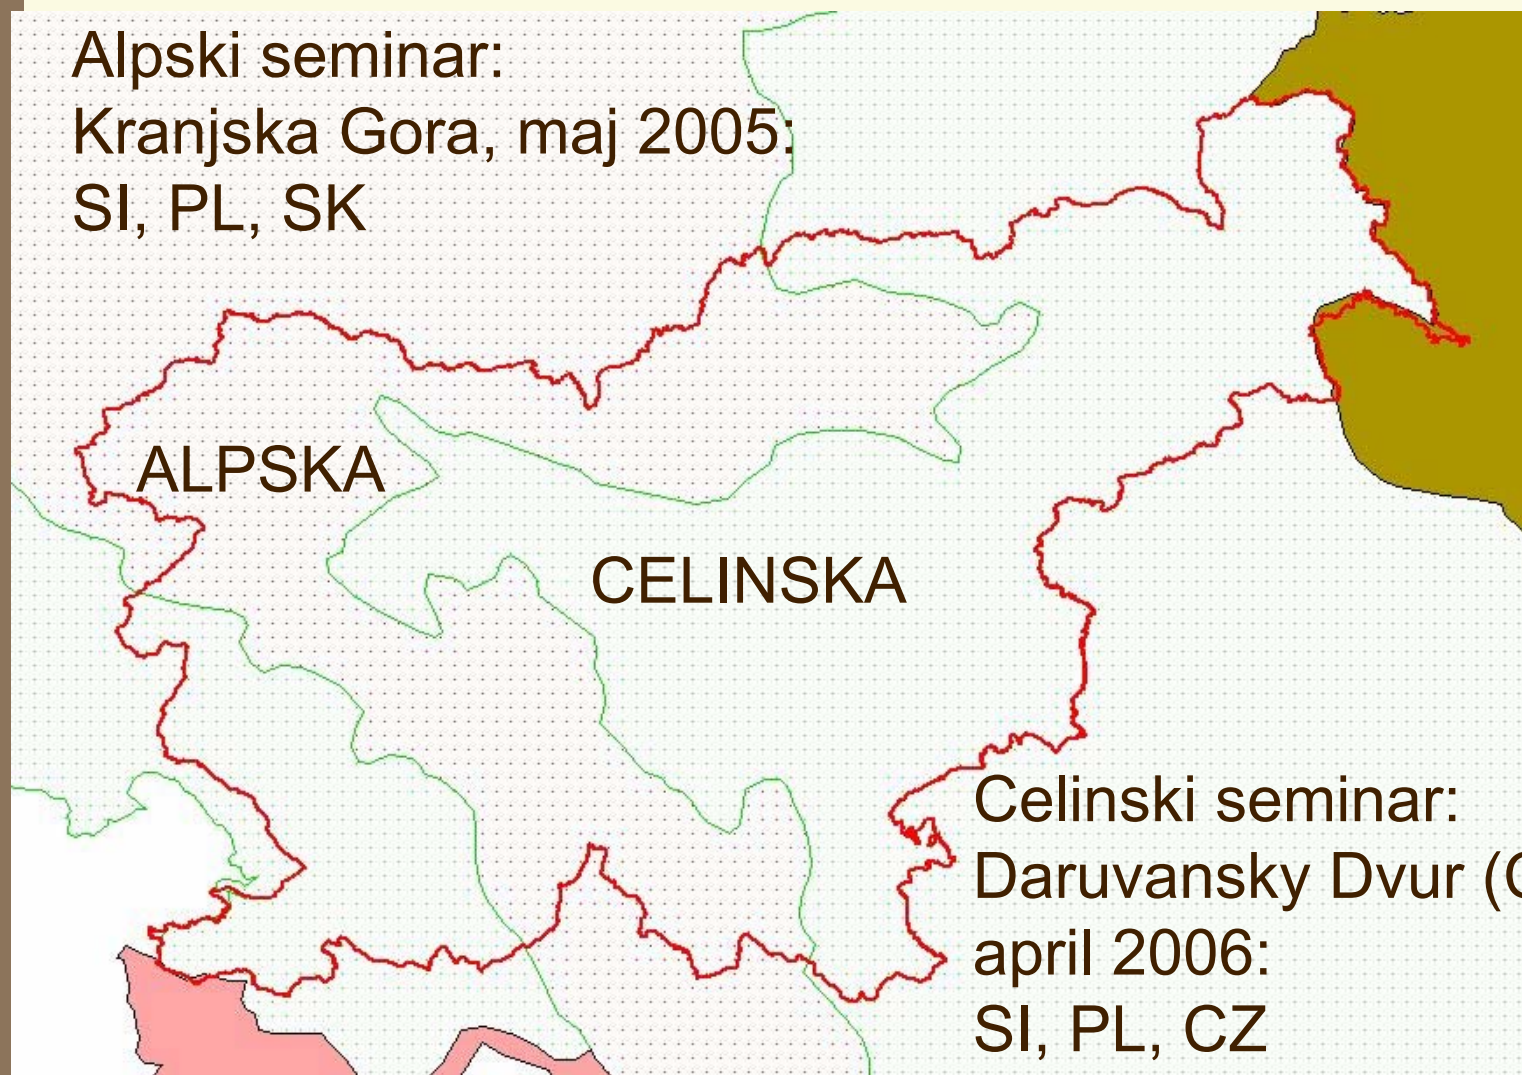 Alpski seminar:
Kranjska Gora, maj 2005:
SI, PL, SK
ALPSKA
CELINSKA
Celinski seminar:
Daruvansky Dvur (
april 2006:
SI, PL, CZ